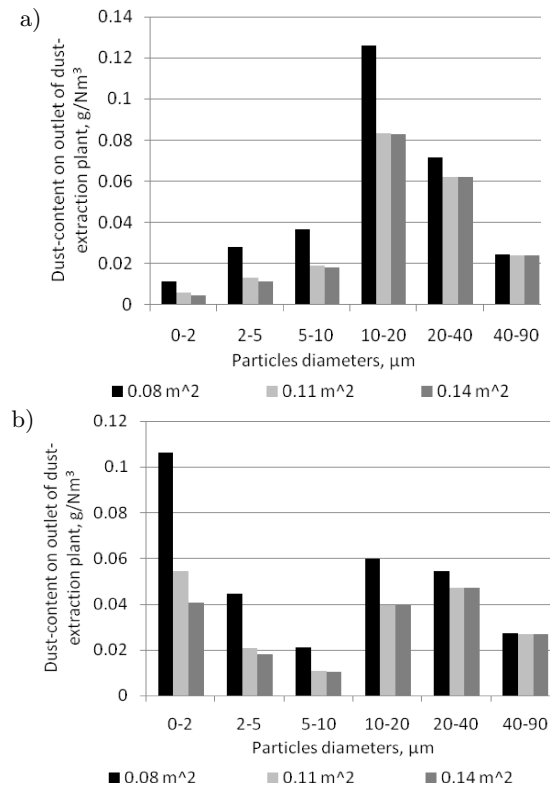 a)
Dust-content on outlet of dust-
extraction plant, g/Nm³
0.14
0.12
0.1
0.08
0.06
0.04
0.02
0
0-2 2-5 5-10 10-20 20-40 40-90
Particles diameters, µm
0.08 m^2 0.11 m^2 0.14 m^2
b)
Dust-content on outlet of dust-
extraction plant, g/Nm³
0.12
0.1
0.08
0.06
0.04
0.02
0
0-2 2-5 5-10 10-20 20-40 40-90
Particles diameters, µm
0.08 m^2 0.11 m^2 0.14 m^2